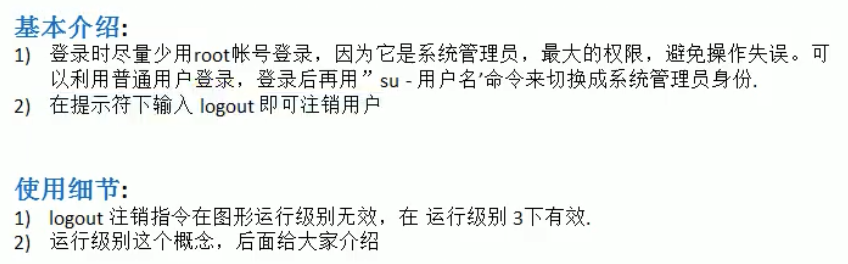 基本介绍:
1) 登录时尽量少用root帐号登录，因为它是系统管理员，最大的权限，避免操作失误。可
以利用普通用户登录，登录后再用”su - 用户名’命令来切换成系统管理员身份.
2) 在提示符下输入 logout 即可注销用户
使用细节:
1) logout 注销指令在图形运行级别无效，在 运行级别 3下有效.
2) 运行级别这个概念，后面给大家介绍